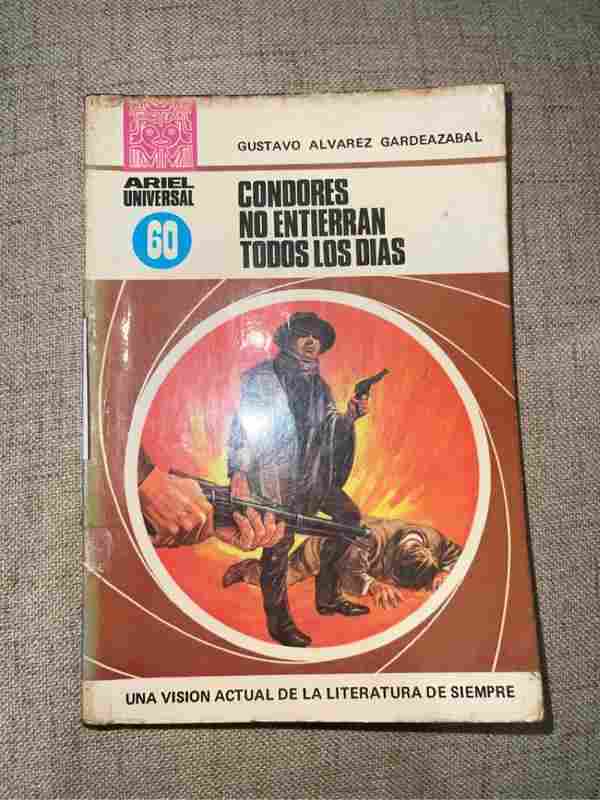 GUSTAVO ALVAREZ GARDEAZABAL
ARIEL
UNIVERSAL
60
CONDORES
NO ENTIERRAN
TODOS LOS DIAS
UNA VISION ACTUAL DE LA LITERATURA DE SIEMPRE